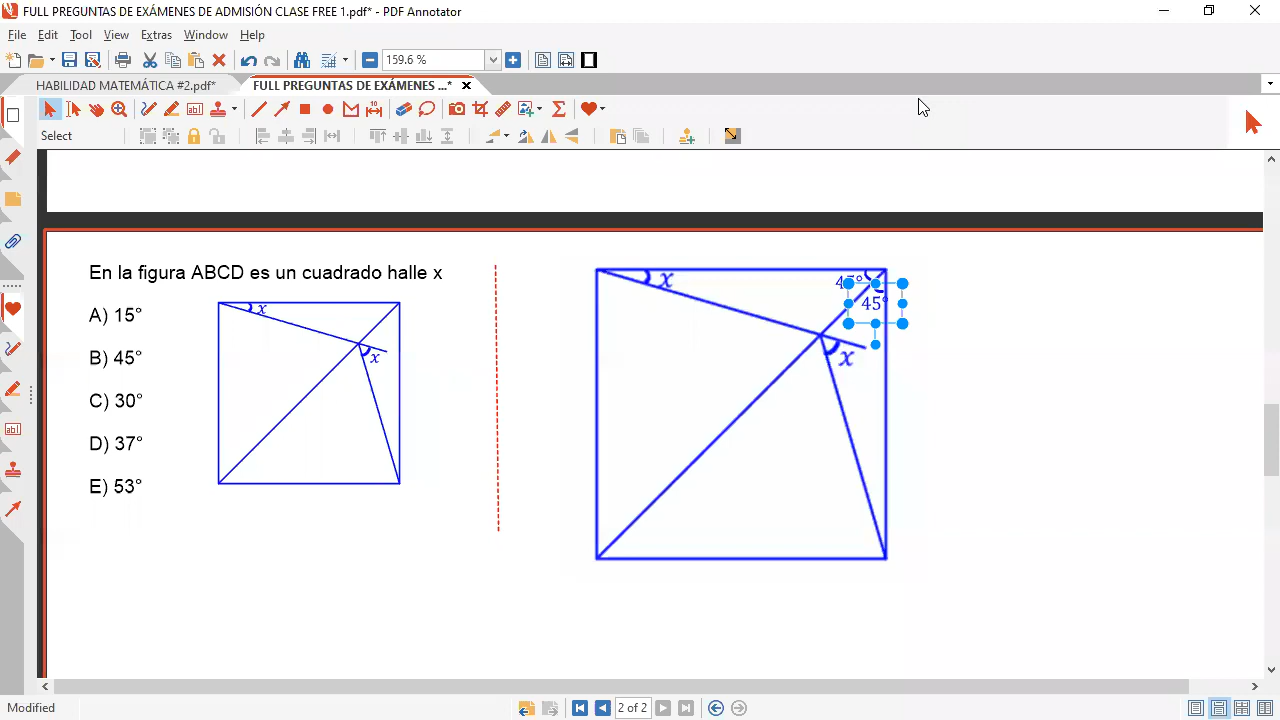 FULL PREGUNTAS DE EXÁMENES DE ADMISIÓN CLASE FREE 1.pdf* - PDF Annotator
File Edit Tool View Extras Window Help
159.6 %
HABILIDAD MATEMÁTICA #2.pdf*
FULL PREGUNTAS DE EXÁMENES ...*
Select
En la figura ABCD es un cuadrado halle x
A) 15°
B) 45°
C) 30°
D) 37°
E) 53°
x
x
x
45°
45°
x
2 of 2
Modified